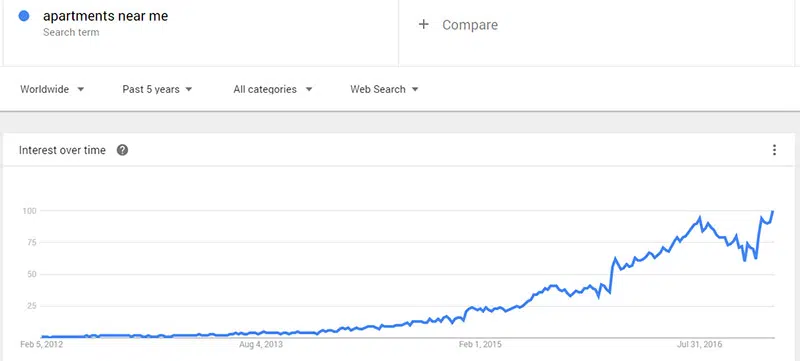 apartments near me
Search term
+ Compare
Worldwide Past 5 years All categories Web Search
Interest over time ?
100
75
50
25
Feb 5, 2012 Aug 4, 2013 Feb 1, 2015 Jul 31, 2016